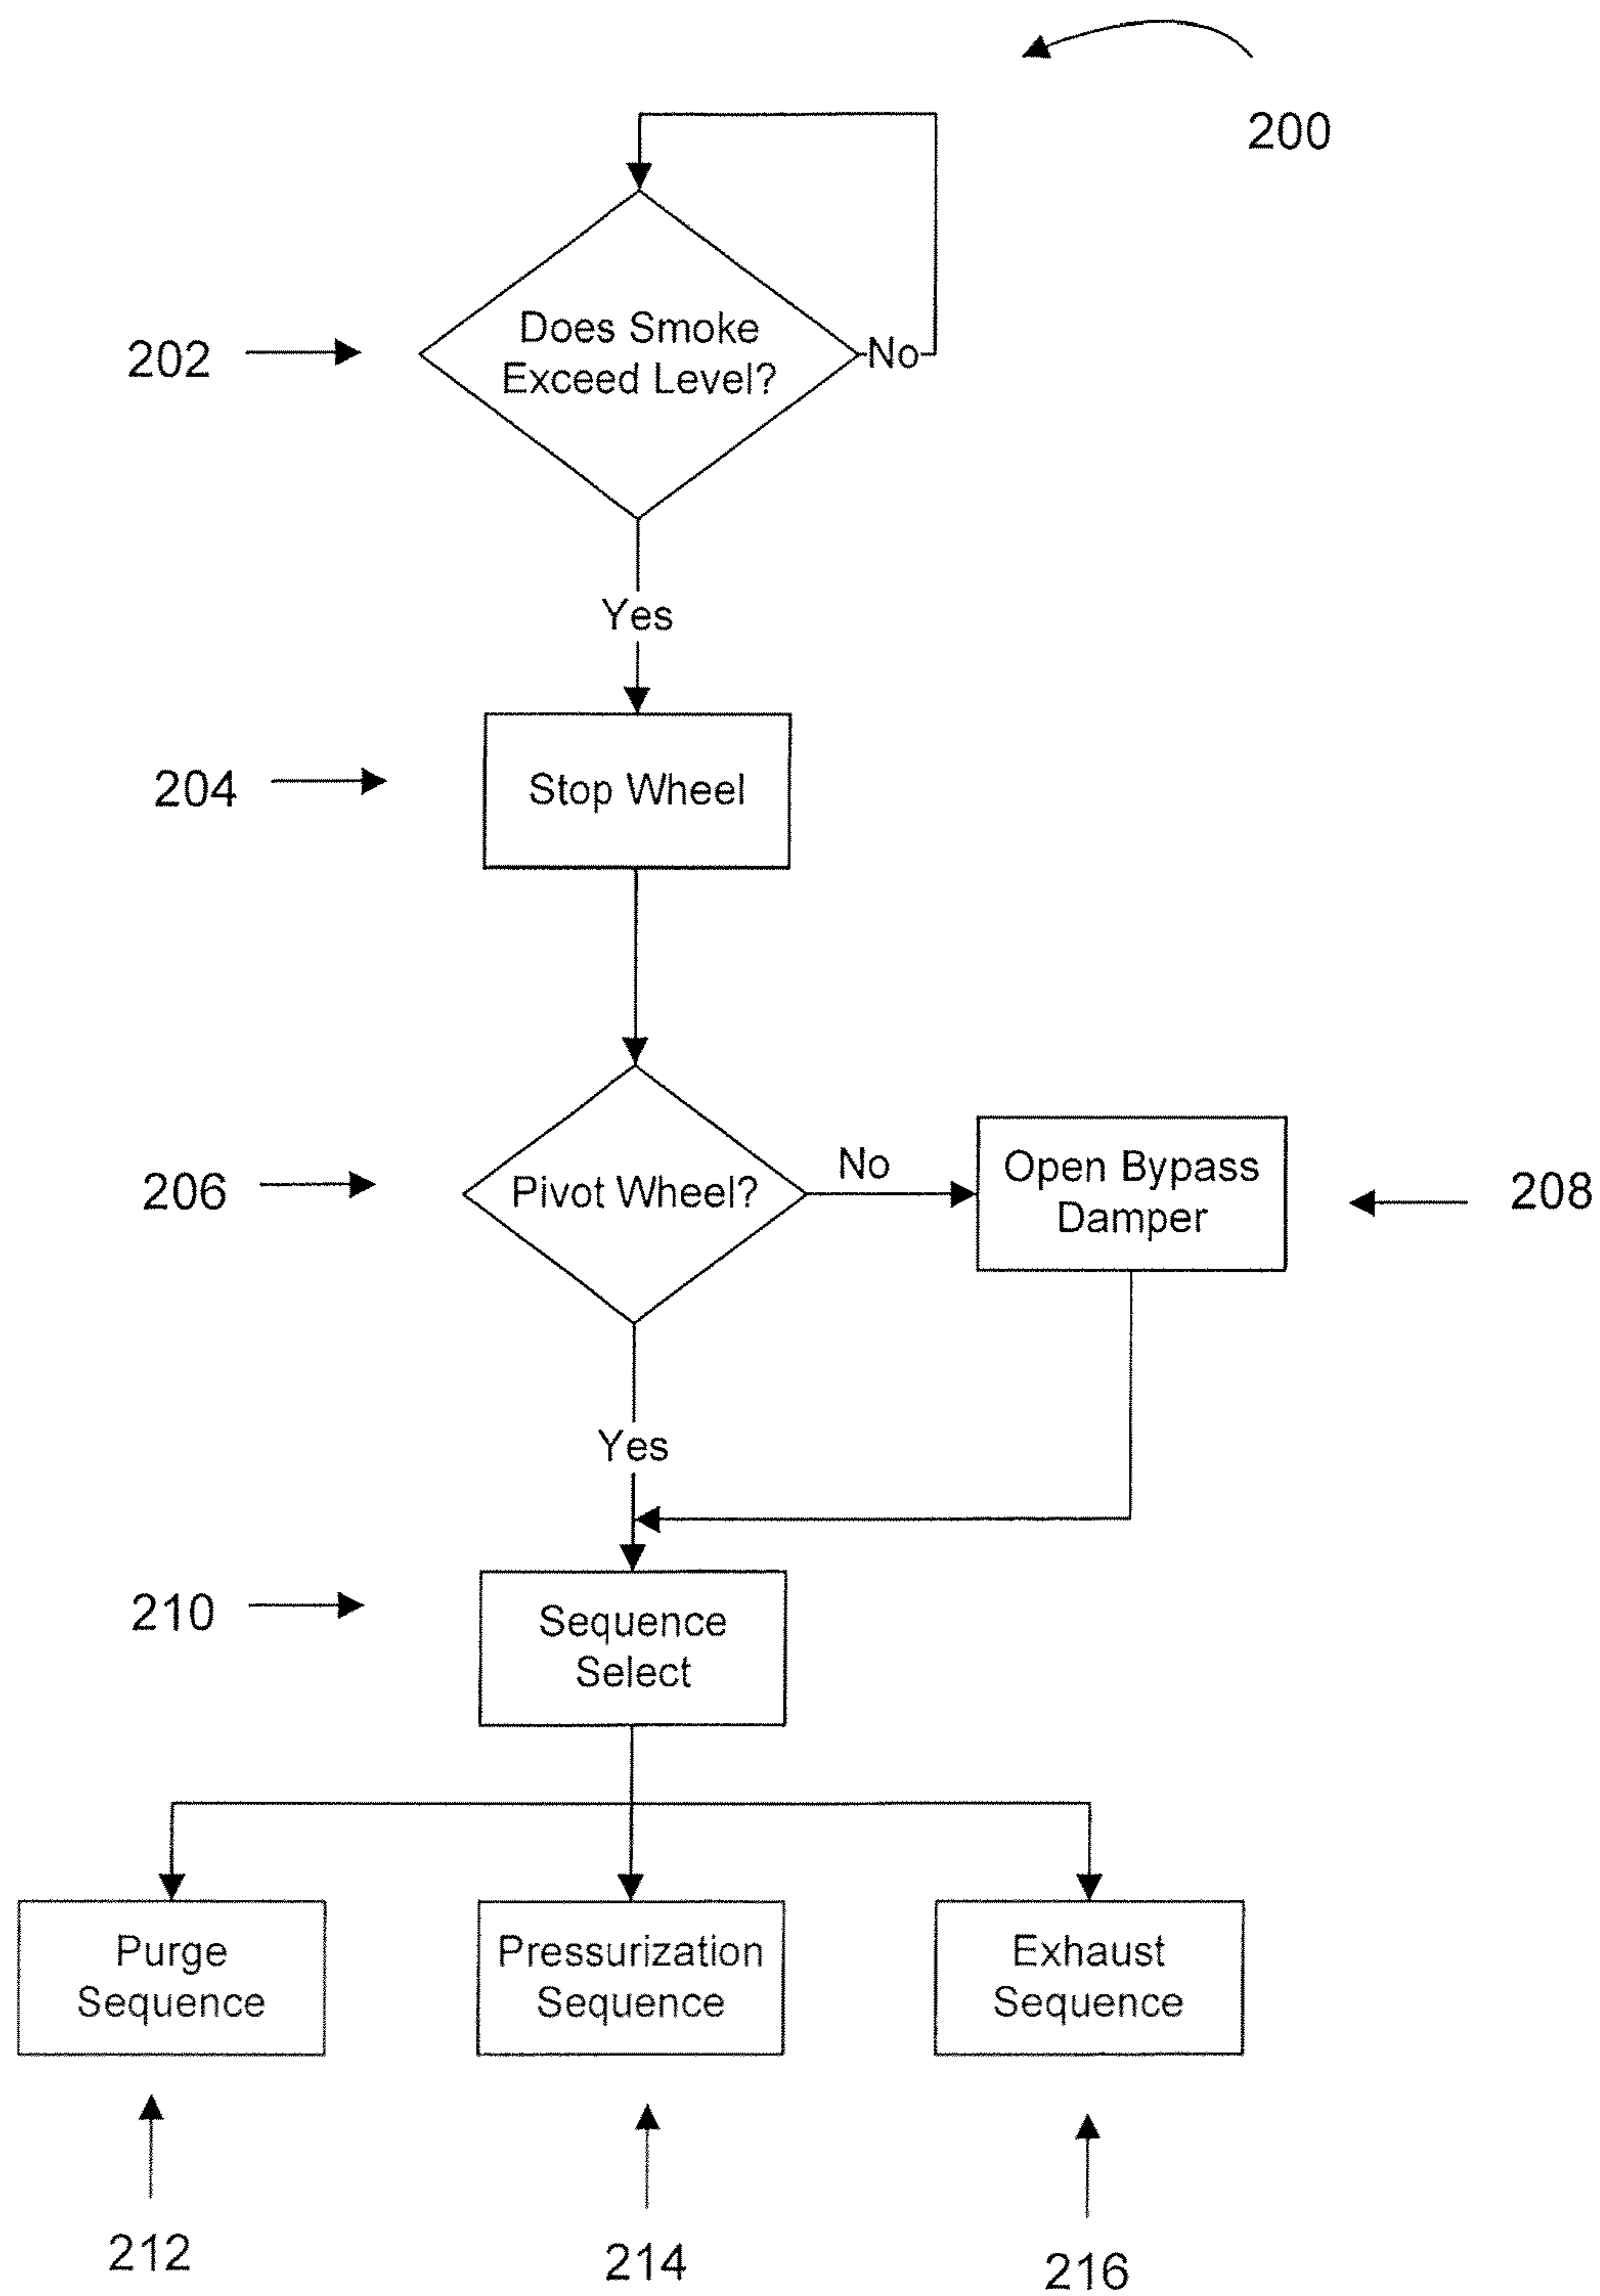 200
Does Smoke
Exceed Level?
No
202
Yes
204
Stop Wheel
206
Pivot Wheel?
No
Open Bypass
Damper
208
Yes
210
Sequence
Select
Purge
Sequence
Pressurization
Sequence
Exhaust
Sequence
212
214
216